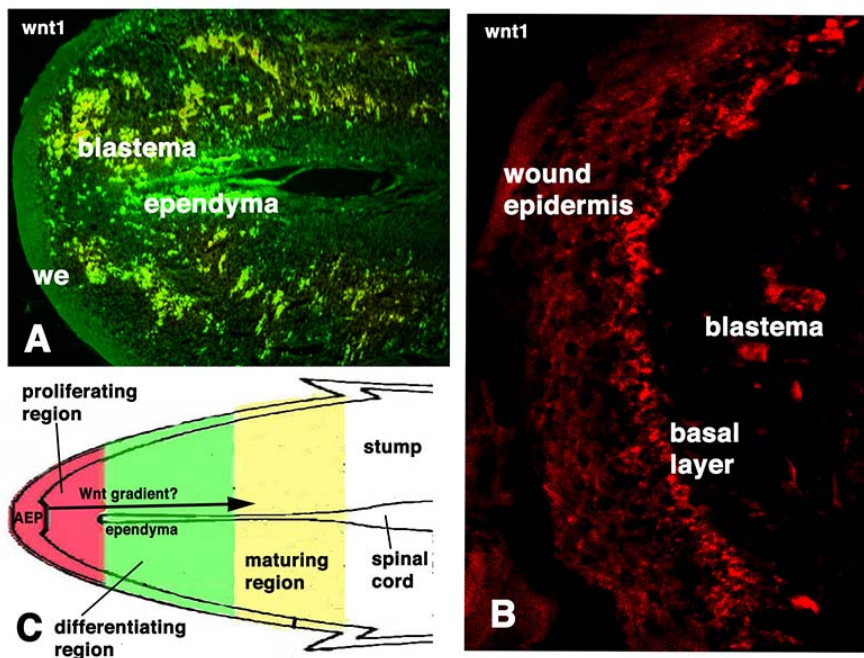 wnt1
blastema
ependyma
we
A
proliferating
region
stump
Wnt gradient?
AEP
ependyma
maturing
region
spinal
cord
C
differentiating
region
wnt1
wound
epidermis
blastema
basal
layer
B